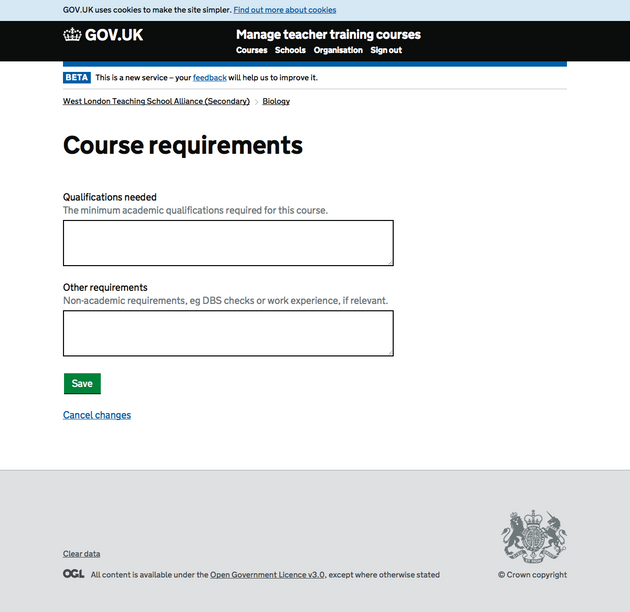 GOV.UK uses cookies to make the site simpler. Find out more about cookies
GOV.UK
Manage teacher training courses
Courses Schools Organisation Sign out
BETA This is a new service – your feedback will help us to improve it.
West London Teaching School Alliance (Secondary) > Biology
Course requirements
Qualifications needed
The minimum academic qualifications required for this course.
Other requirements
Non-academic requirements, eg DBS checks or work experience, if relevant.
Save
Cancel changes
Clear data
OGL All content is available under the Open Government Licence v3.0, except where otherwise stated
© Crown copyright